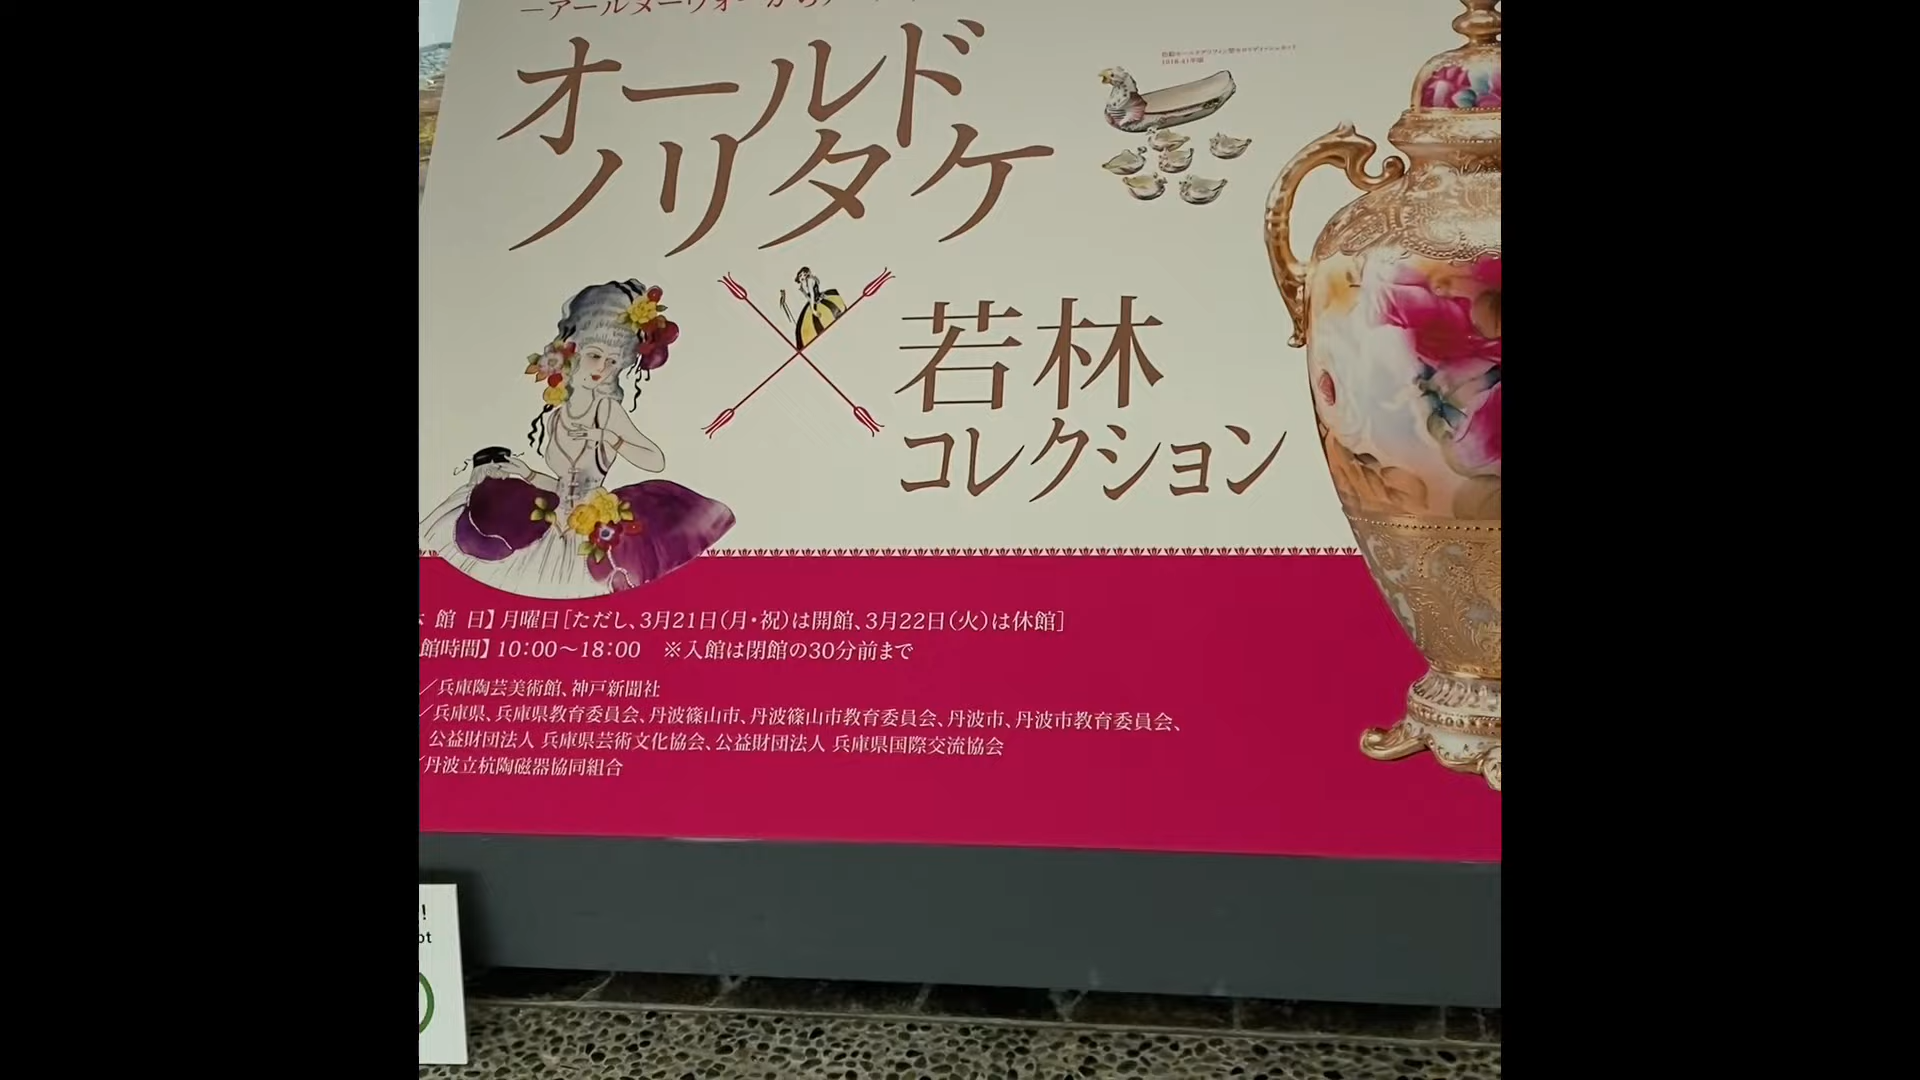 オールド
ノリタケ
若林
コレクション
館 日】月曜日[ただし、3月21日(月・祝)は開館、3月22日(火)は休館]
館時間】10:00〜18:00 ※入館は閉館の30分前まで
／兵庫陶芸美術館、神戸新聞社
／兵庫県、兵庫県教育委員会、丹波篠山市、丹波篠山市教育委員会、丹波市、丹波市教育委員会、
公益財団法人 兵庫県芸術文化協会、公益財団法人 兵庫県国際交流協会
／丹波立杭陶磁器協同組合